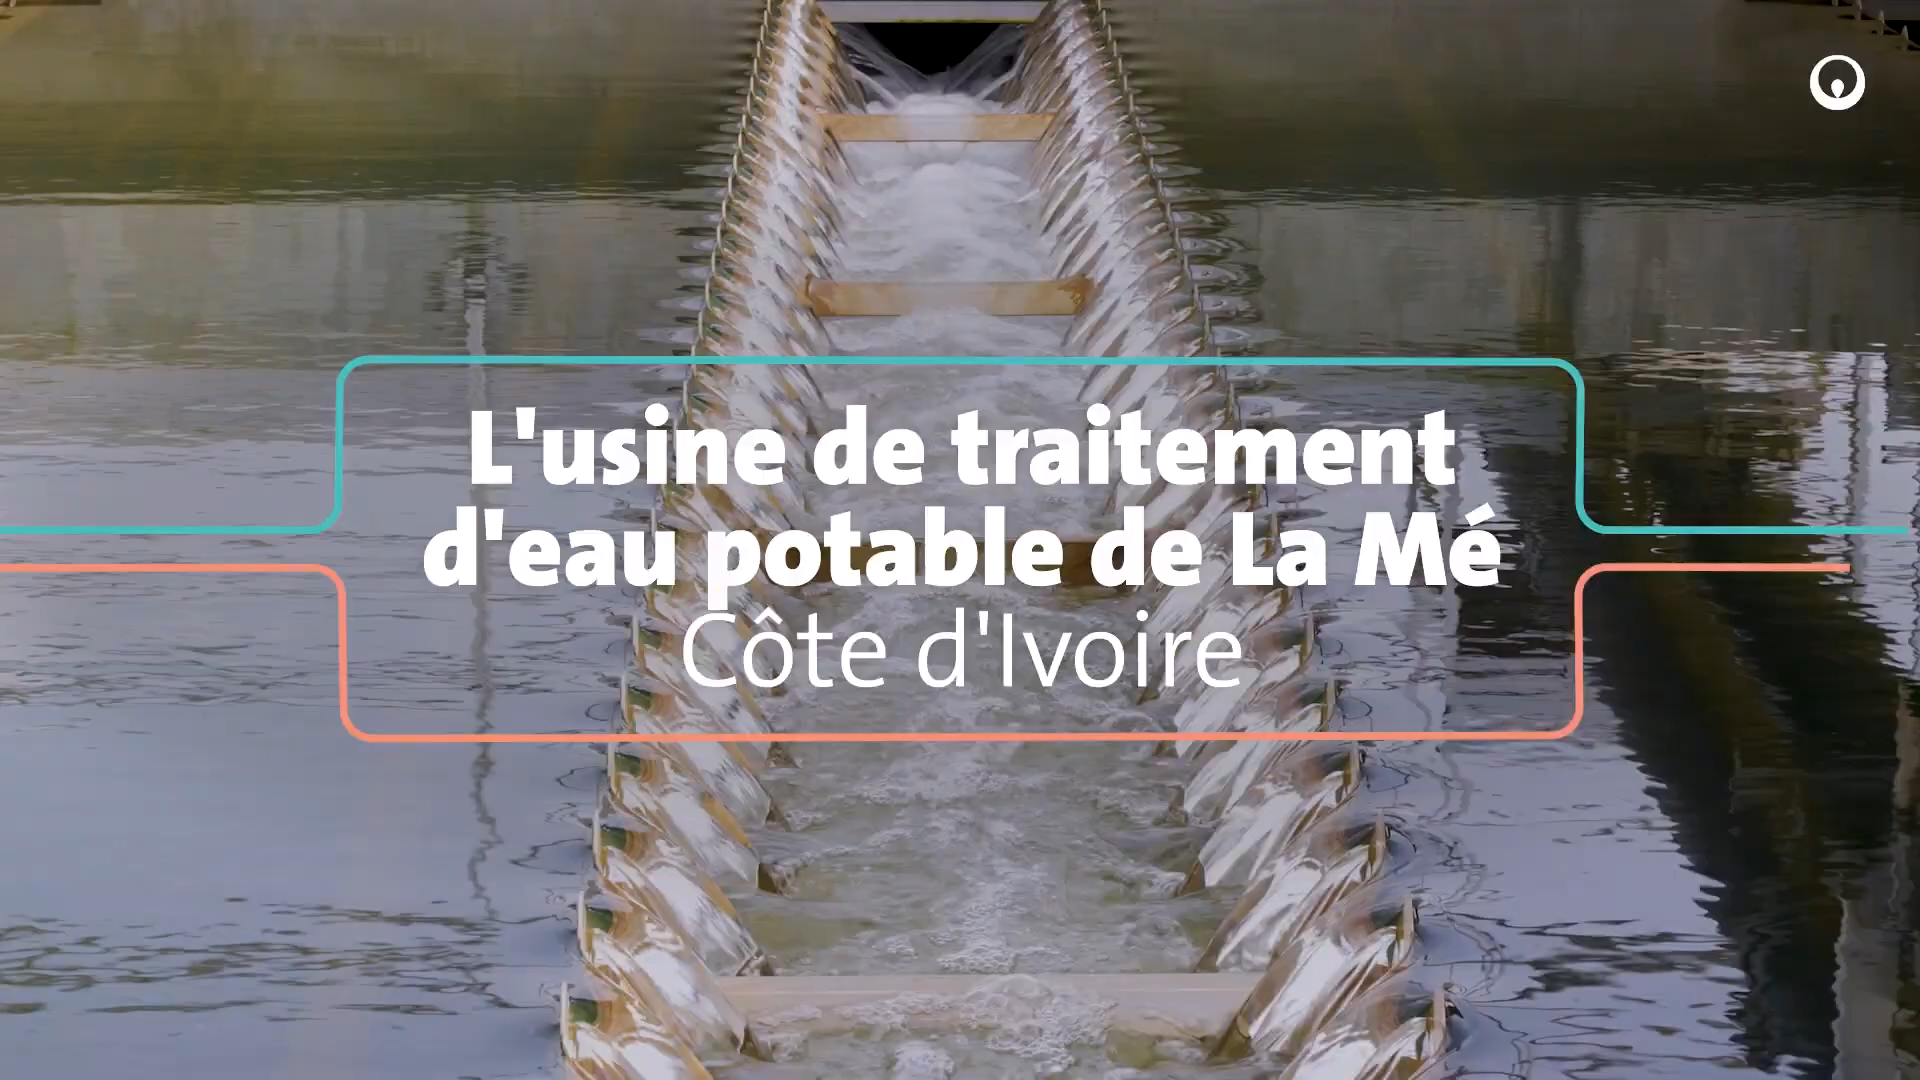 L'usine de traitement
d'eau potable de La Mé
Côte d'Ivoire